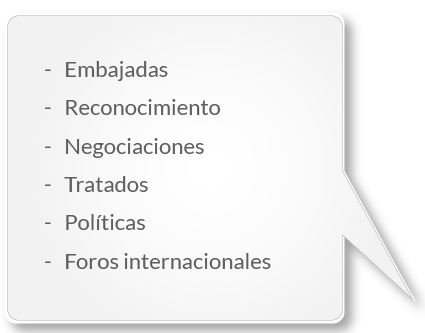 - Embajadas
- Reconocimiento
- Negociaciones
- Tratados
- Políticas
- Foros internacionales